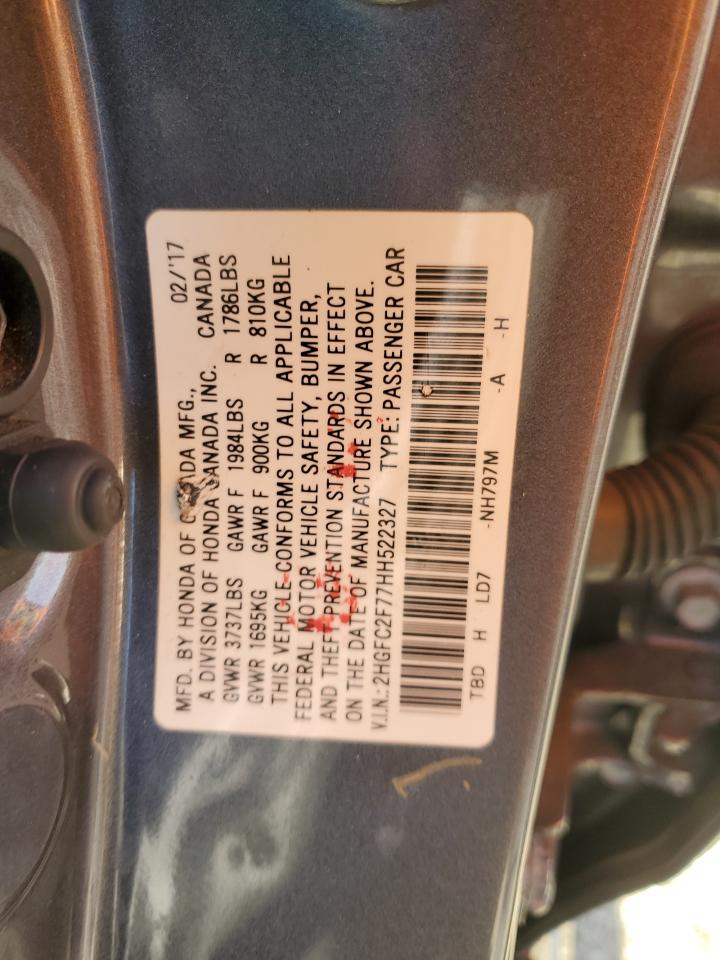 MFD. BY HONDA OF CANADA MFG., 02/'17
A DIVISION OF HONDA CANADA INC. CANADA
GVWR 3737LBS GAWR F 1984LBS R 1786LBS
GVWR 1695KG GAWR F 900KG R 810KG
THIS VEHICLE CONFORMS TO ALL APPLICABLE
FEDERAL MOTOR VEHICLE SAFETY, BUMPER,
AND THEFT PREVENTION STANDARDS IN EFFECT
ON THE DATE OF MANUFACTURE SHOWN ABOVE.
V.I.N.: 2HGFC2F77HH522327 TYPE: PASSENGER CAR
TBD H LD7 -NH797M -A -H